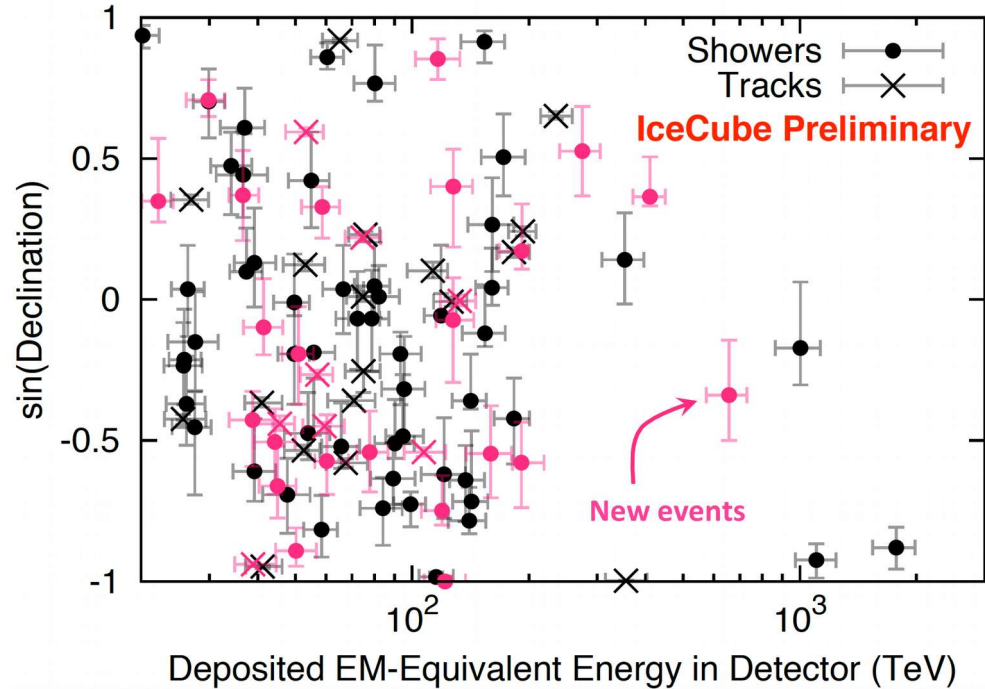 1
0.5
0
-0.5
-1
sin(Declination)
Showers
Tracks
IceCube Preliminary
New events
10²
10³
Deposited EM-Equivalent Energy in Detector (TeV)